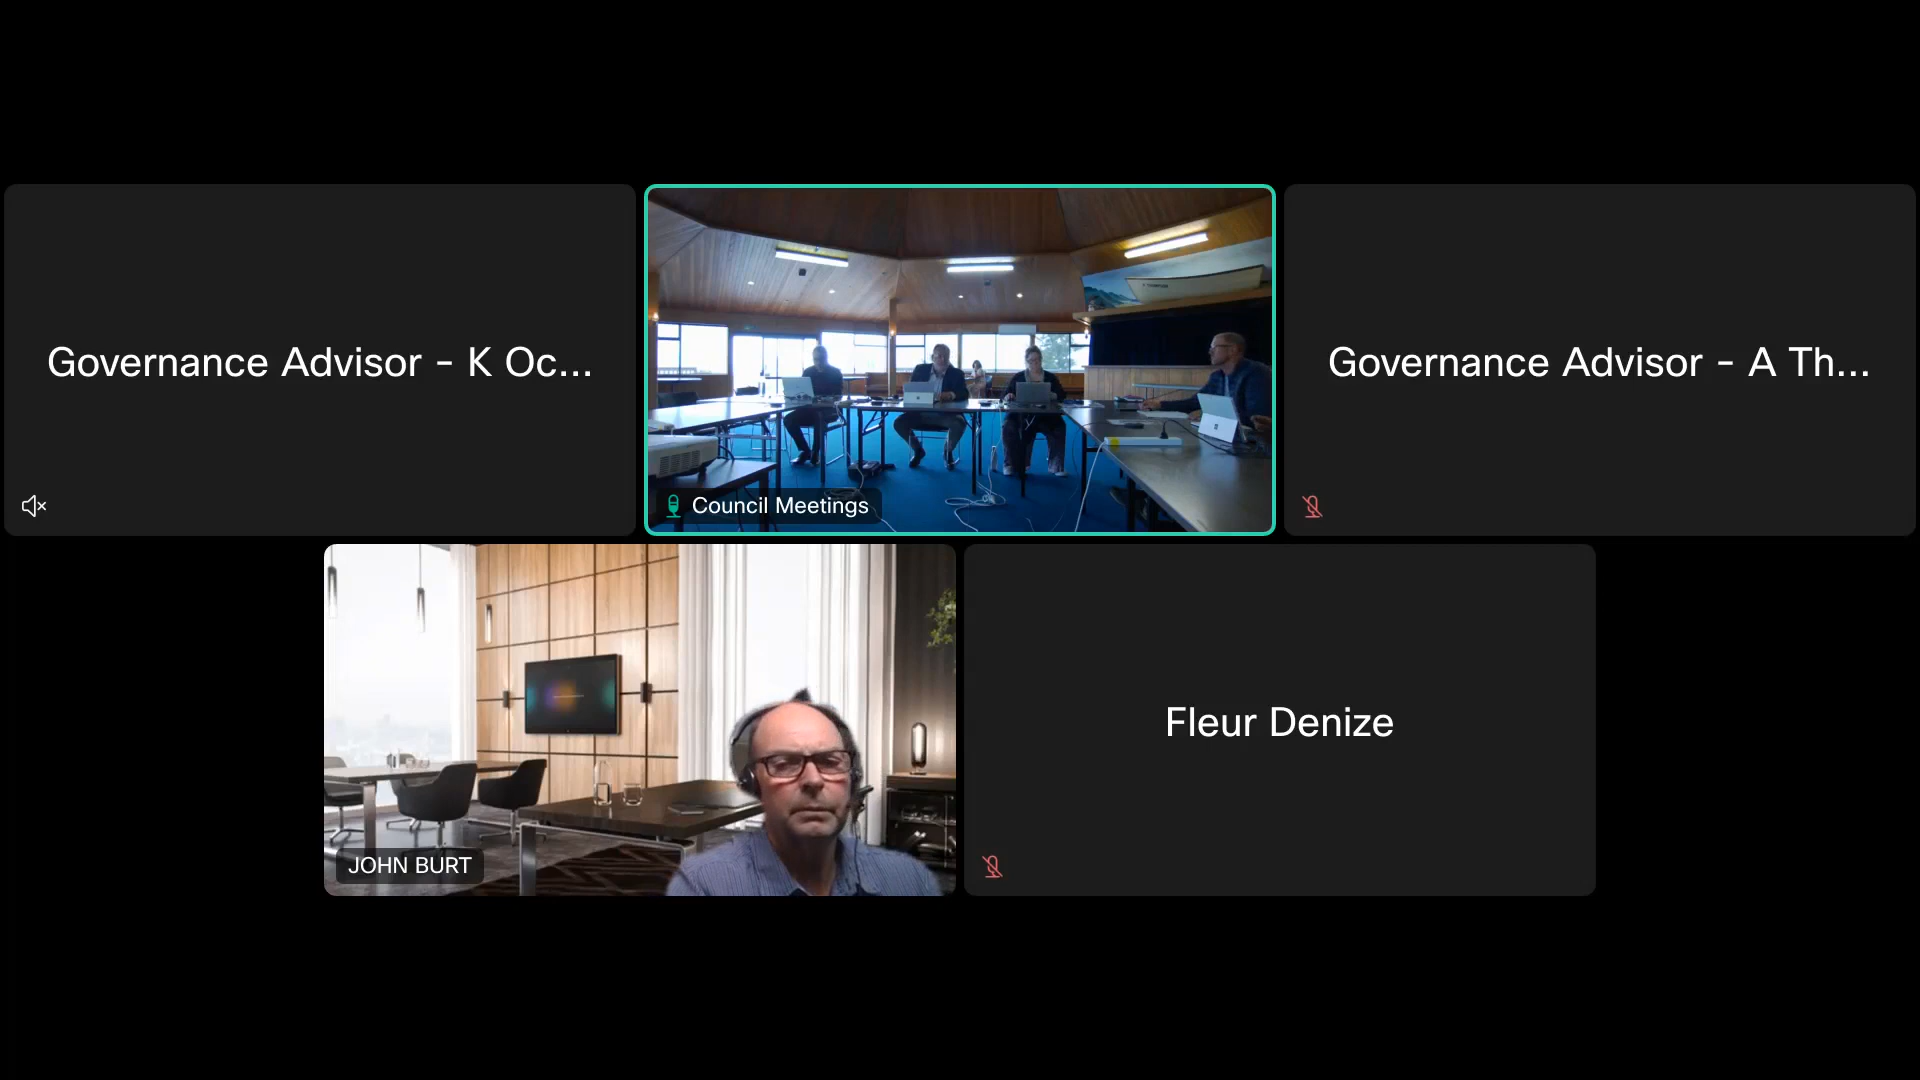 Governance Advisor - K Oc...
Council Meetings
Governance Advisor - A Th...
JOHN BURT
Fleur Denize